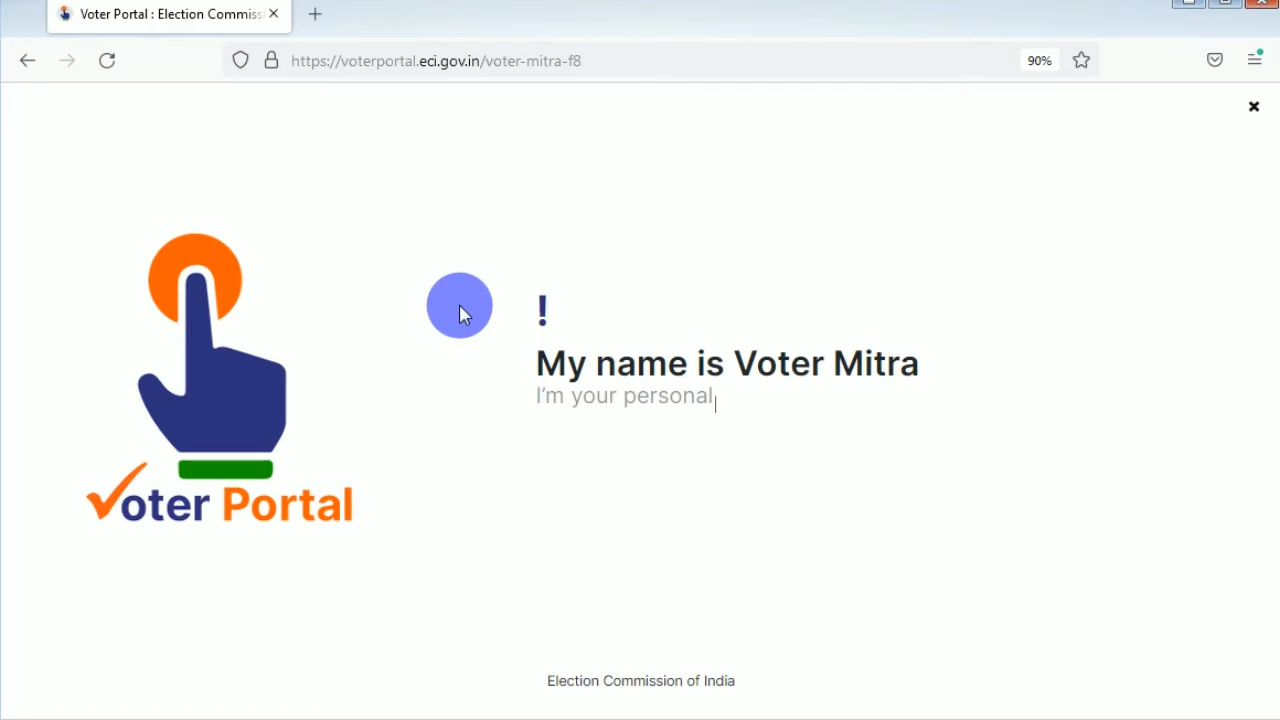 Voter Portal : Election Commiss
https://voterportal.eci.gov.in/voter-mitra-f8
90%
!
My name is Voter Mitra
I'm your personal
Voter Portal
Election Commission of India